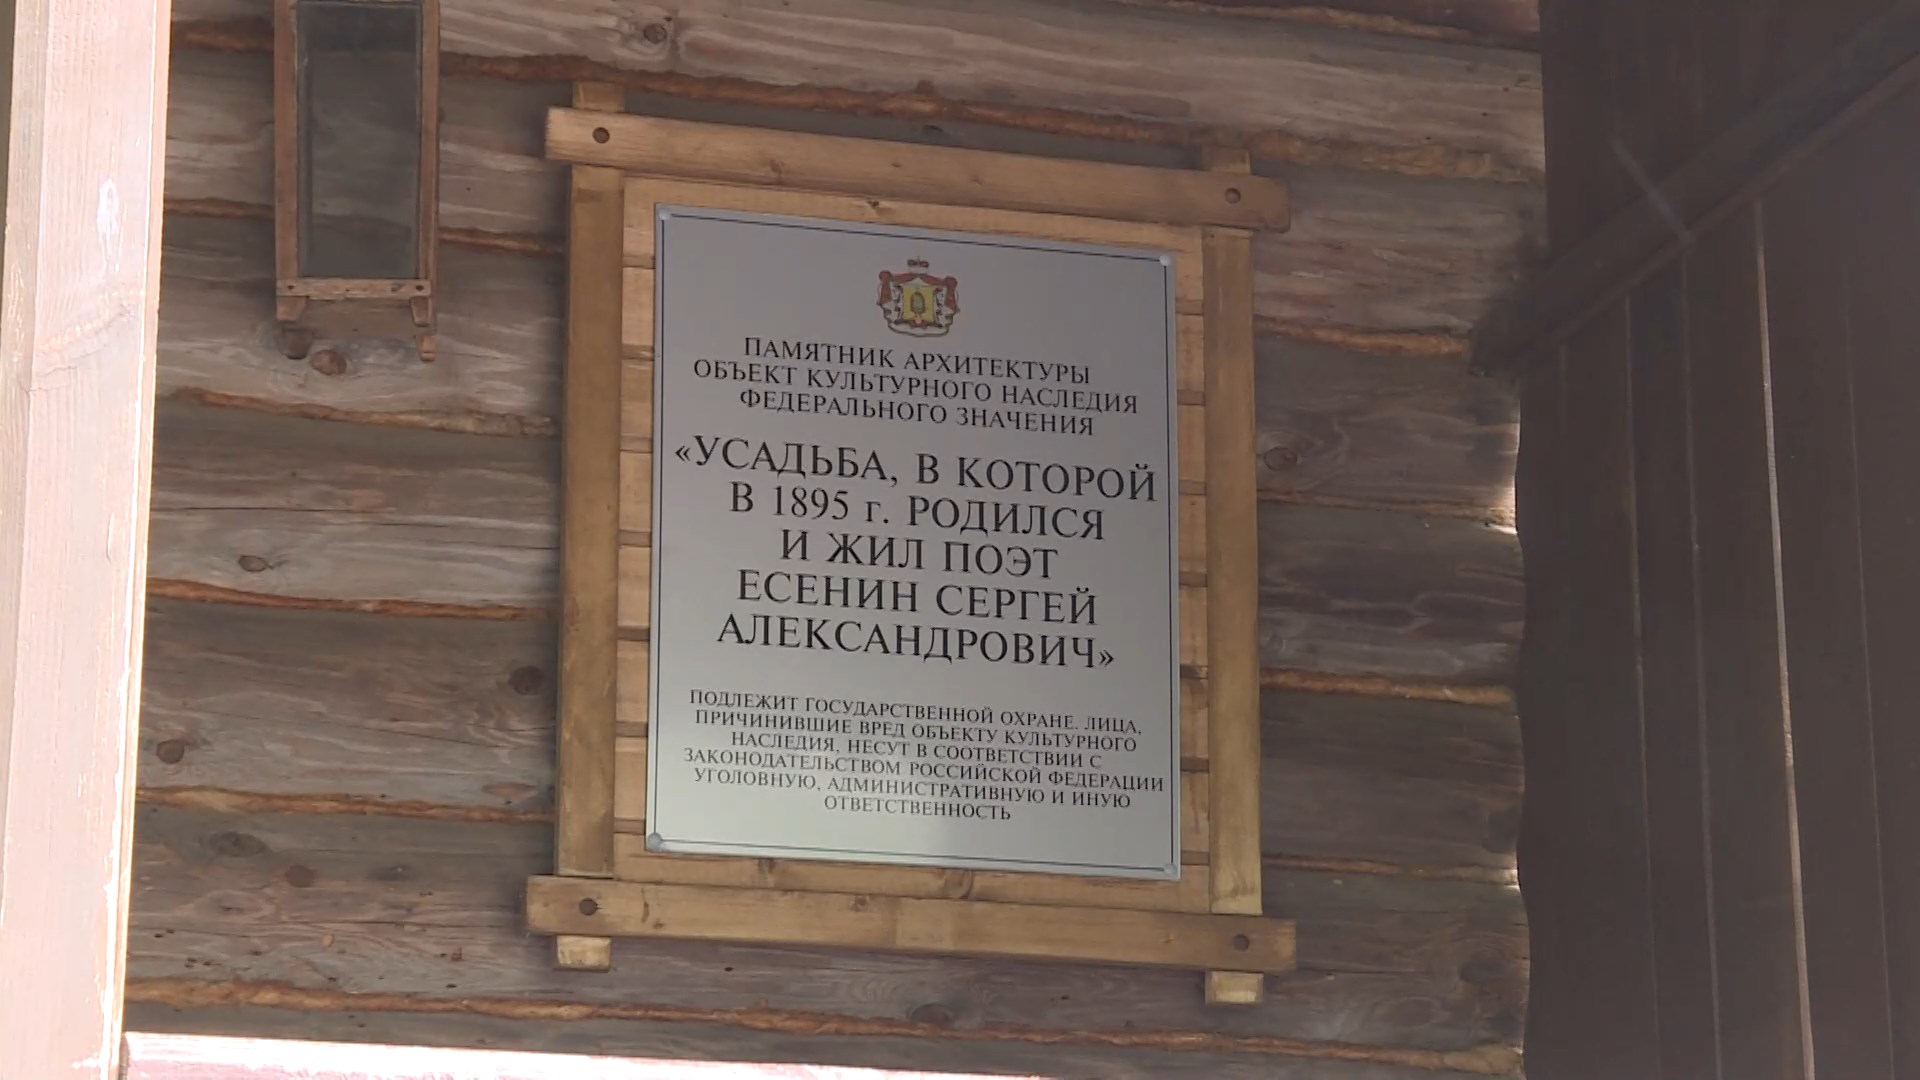 ПАМЯТНИК АРХИТЕКТУРЫ
ОБЪЕКТ КУЛЬТУРНОГО НАСЛЕДИЯ
ФЕДЕРАЛЬНОГО ЗНАЧЕНИЯ
«УСАДЬБА, В КОТОРОЙ
В 1895 г. РОДИЛСЯ
И ЖИЛ ПОЭТ
ЕСЕНИН СЕРГЕЙ
АЛЕКСАНДРОВИЧ»
ПОДЛЕЖИТ ГОСУДАРСТВЕННОЙ ОХРАНЕ. ЛИЦА,
ПРИЧИНИВШИЕ ВРЕД ОБЪЕКТУ КУЛЬТУРНОГО
НАСЛЕДИЯ, НЕСУТ В СООТВЕТСТВИИ С
ЗАКОНОДАТЕЛЬСТВОМ РОССИЙСКОЙ ФЕДЕРАЦИИ
УГОЛОВНУЮ, АДМИНИСТРАТИВНУЮ И ИНУЮ
ОТВЕТСТВЕННОСТЬ